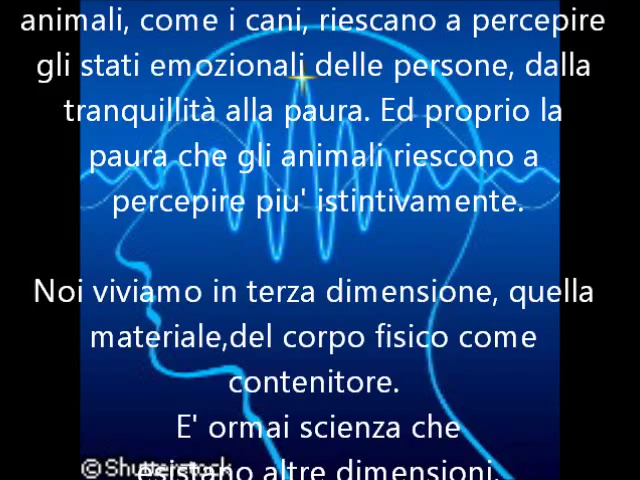 animali, come i cani, riescano a percepire
gli stati emozionali delle persone, dalla
tranquillità alla paura. Ed proprio la
paura che gli animali riescono a
percepire piu' istintivamente.
Noi viviamo in terza dimensione, quella
materiale,del corpo fisico come
contenitore.
E' ormai scienza che
esistano altre dimensioni.
© Shutterstock